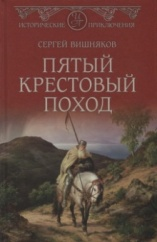 ИСТОРИЧЕСКИЕ ПРИКЛЮЧЕНИЯ
СЕРГЕЙ ВИШНЯКОВ
ПЯТЫЙ
КРЕСТОВЫЙ
ПОХОД